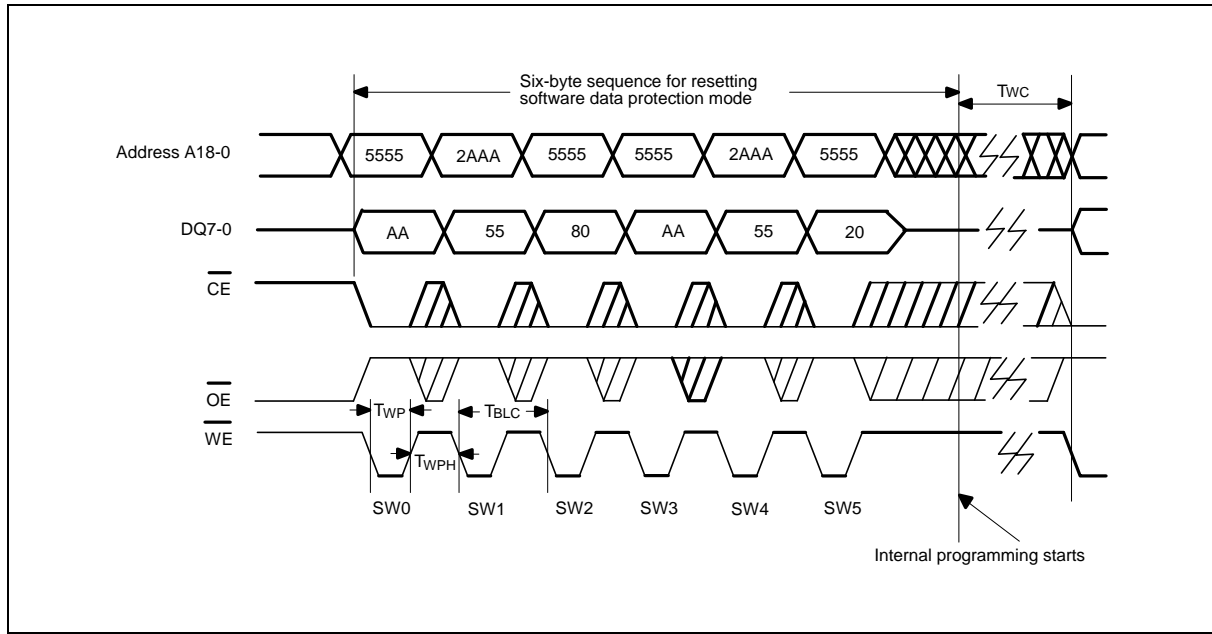 Six-byte sequence for resetting
software data protection mode
TWC
Address A18-0
5555 2AAA 5555 5555 2AAA 5555
DQ7-0
AA 55 80 AA 55 20
CE
OE
TWP TBLC
WE
TWPH
SW0 SW1 SW2 SW3 SW4 SW5
Internal programming starts